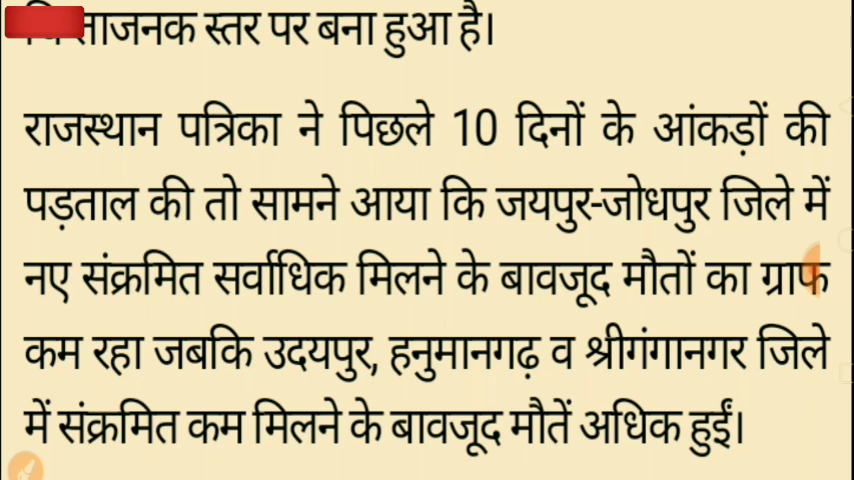 स्तर पर बना हुआ है।
राजस्थान पत्रिका ने पिछले 10 दिनों के आंकड़ों की
पड़ताल की तो सामने आया कि जयपुर-जोधपुर जिले में
नए संक्रमित सर्वाधिक मिलने के बावजूद मौतों का ग्राफ
कम रहा जबकि उदयपुर, हनुमानगढ़ व श्रीगंगानगर जिले
में संक्रमित कम मिलने के बावजूद मौतें अधिक हुईं।